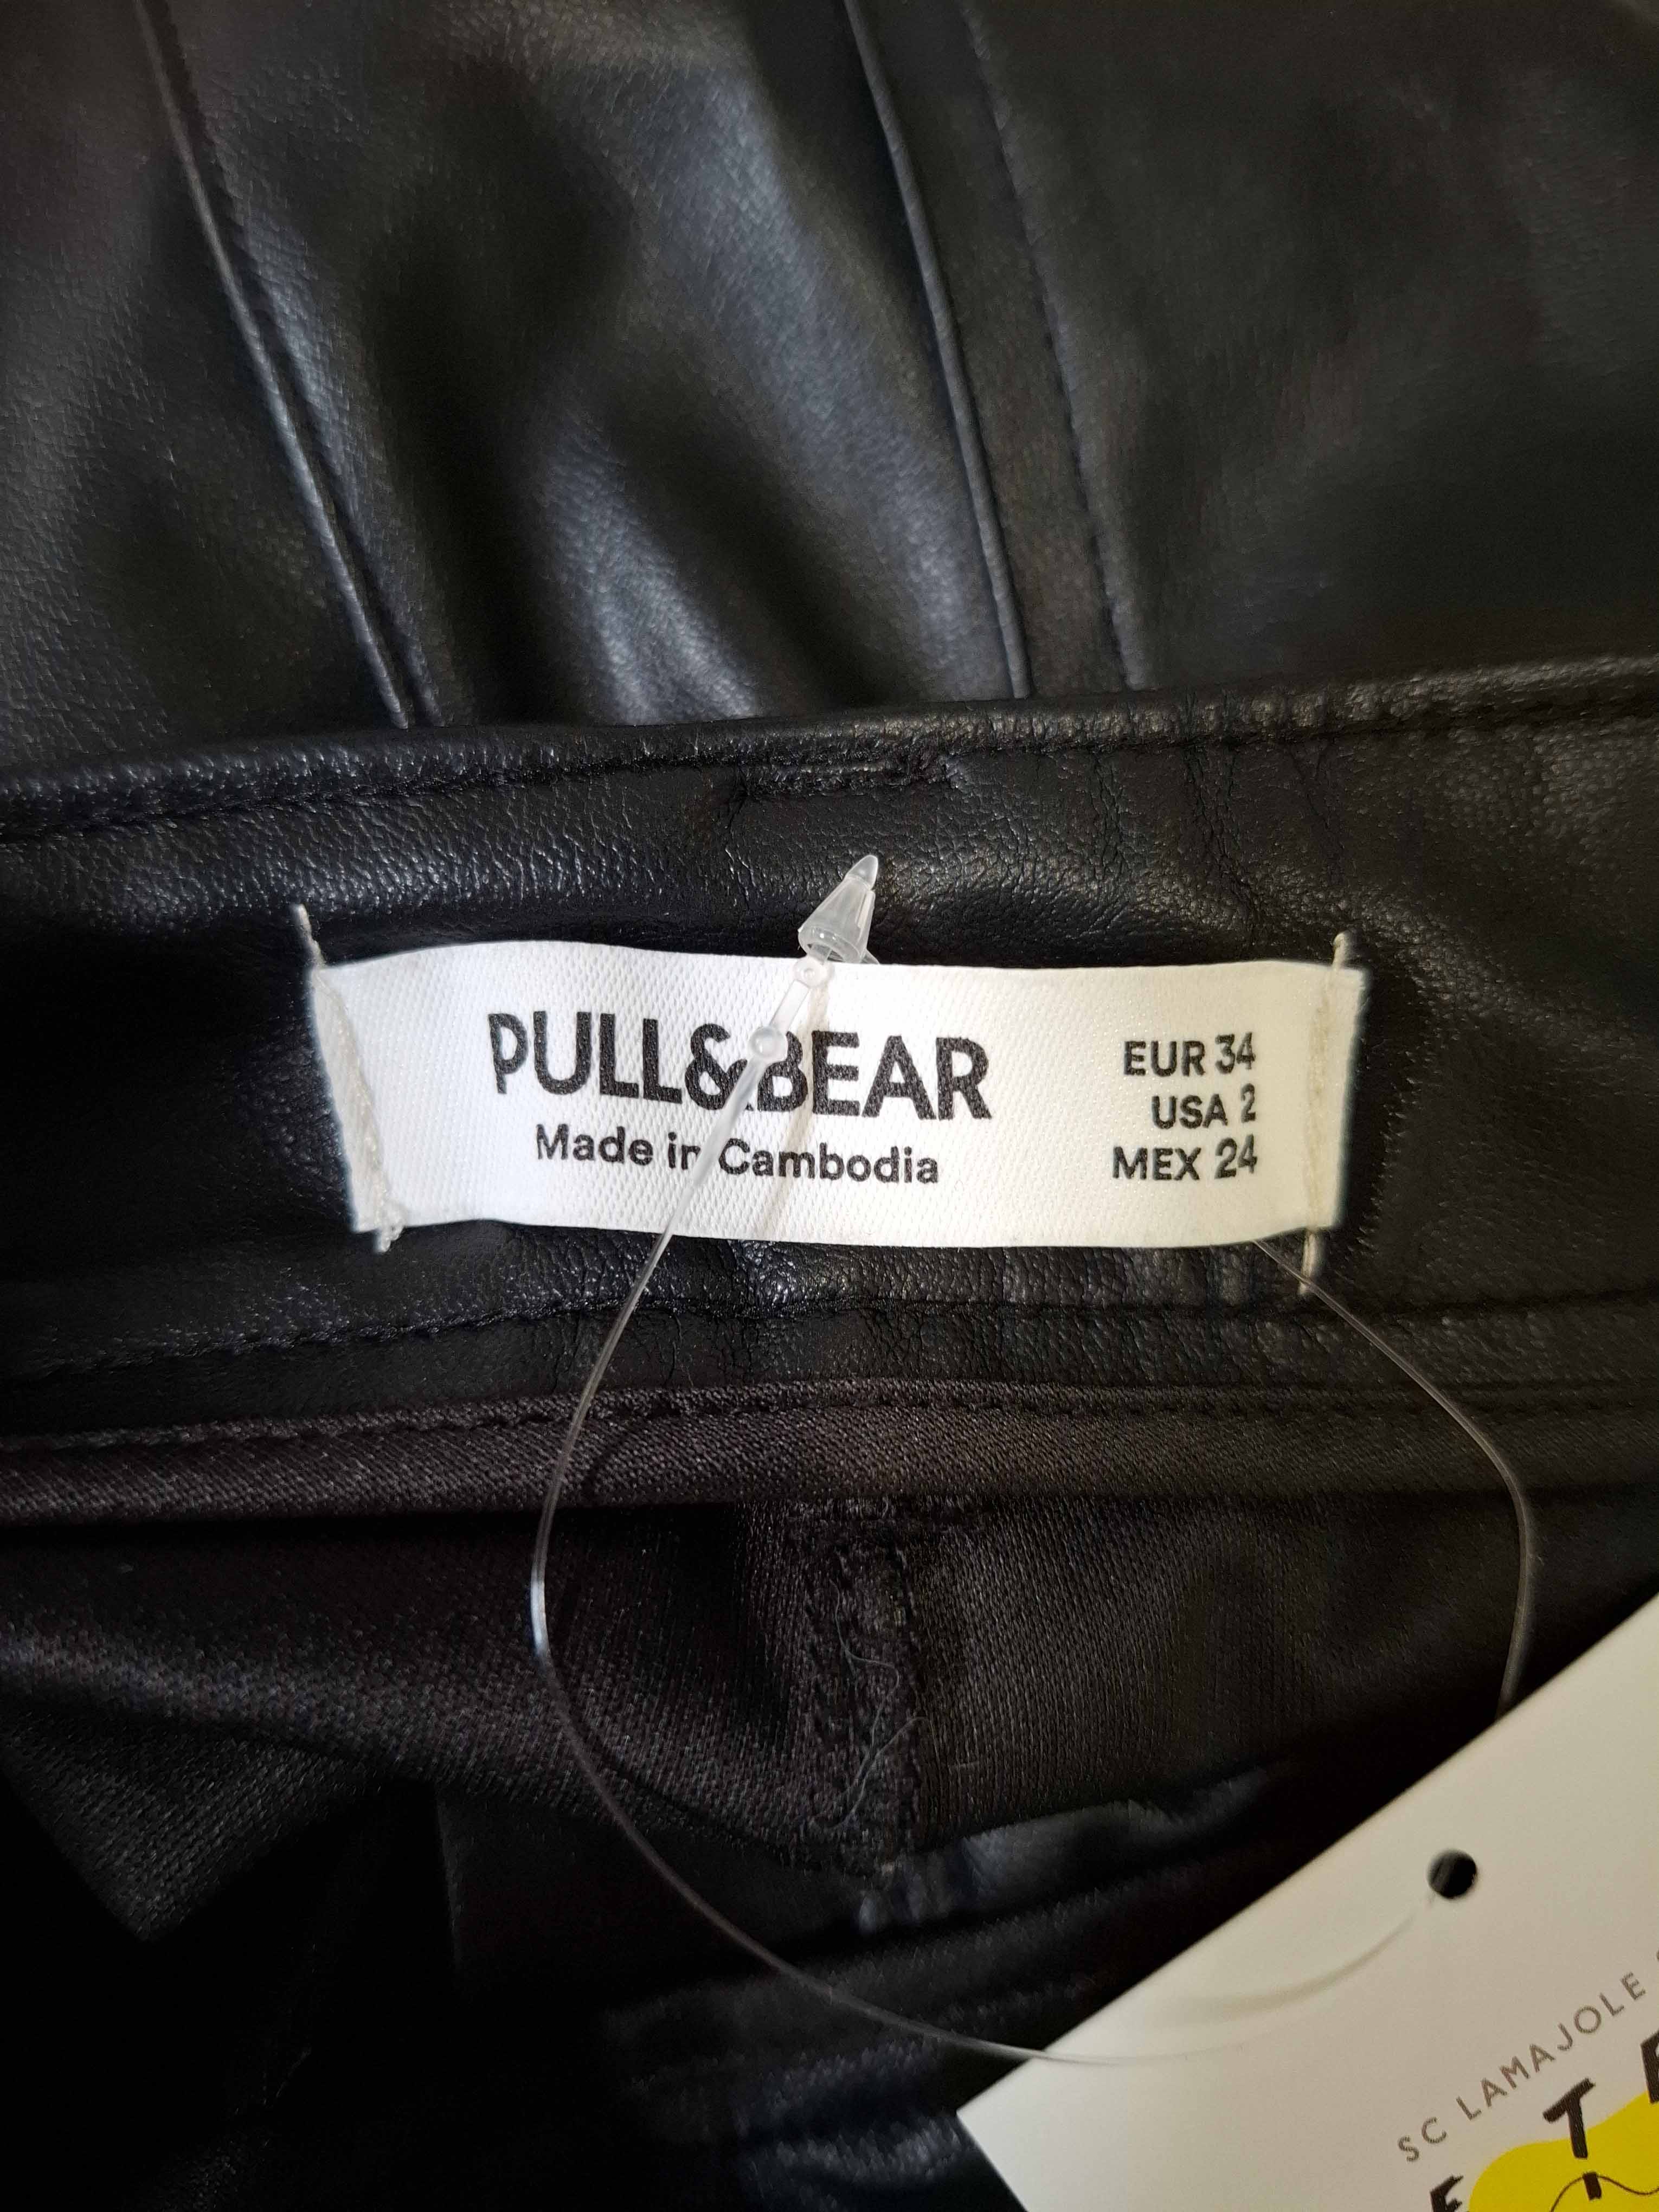 PULL&BEAR
Made in Cambodia
EUR 34
USA 2
MEX 24
SC LAMAJOLE